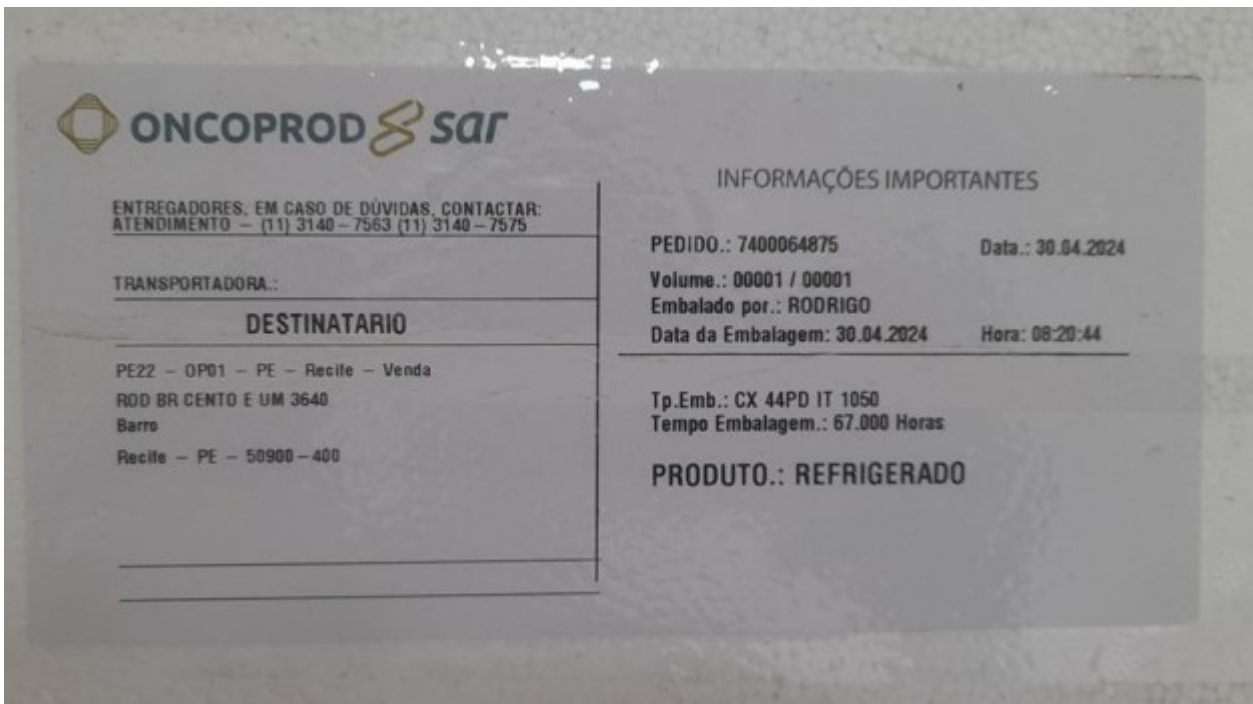 ONCOPROD sar
ENTREGADORES, EM CASO DE DÚVIDAS, CONTACTAR:
ATENDIMENTO – (11) 3140–7563 (11) 3140–7575
TRANSPORTADORA.:
DESTINATARIO
PE22 – OP01 – PE – Recife – Venda
ROD BR CENTO E UM 3640
Barro
Recife – PE – 50900–400
INFORMAÇÕES IMPORTANTES
PEDIDO.: 7400064875 Data.: 30.04.2024
Volume.: 00001 / 00001
Embalado por.: RODRIGO
Data da Embalagem: 30.04.2024 Hora: 08:20:44
Tp.Emb.: CX 44PD IT 1050
Tempo Embalagem.: 67.000 Horas
PRODUTO.: REFRIGERADO